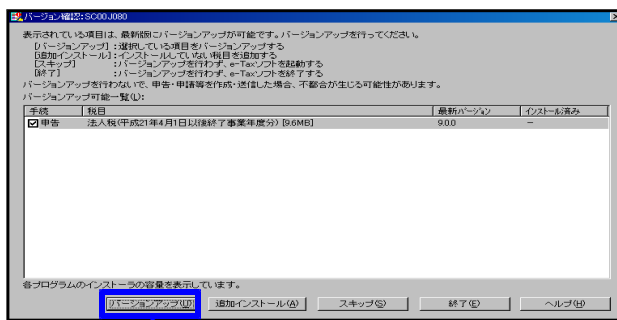 バージョン確認:SC00J080
表示されている項目は、最新版にバージョンアップが可能です。バージョンアップを行ってください。
[バージョンアップ] :選択している項目をバージョンアップする
[追加インストール]:インストールしていない税目を追加する
[スキップ] :バージョンアップを行わず、e-Taxソフトを起動する
[終了] :バージョンアップを行わず、e-Taxソフトを終了する
バージョンアップを行わないで、申告・申請等を作成・送信した場合、不都合が生じる可能性があります。
バージョンアップ可能一覧(L):
手続 税目 最新バージョン インストール済み
申告 法人税(平成21年4月1日以後終了事業年度分) [9.6MB] 9.0.0 －
各プログラムのインストーラの容量を表示しています。
バージョンアップ(U) 追加インストール(A) スキップ(S) 終了(E) ヘルプ(H)